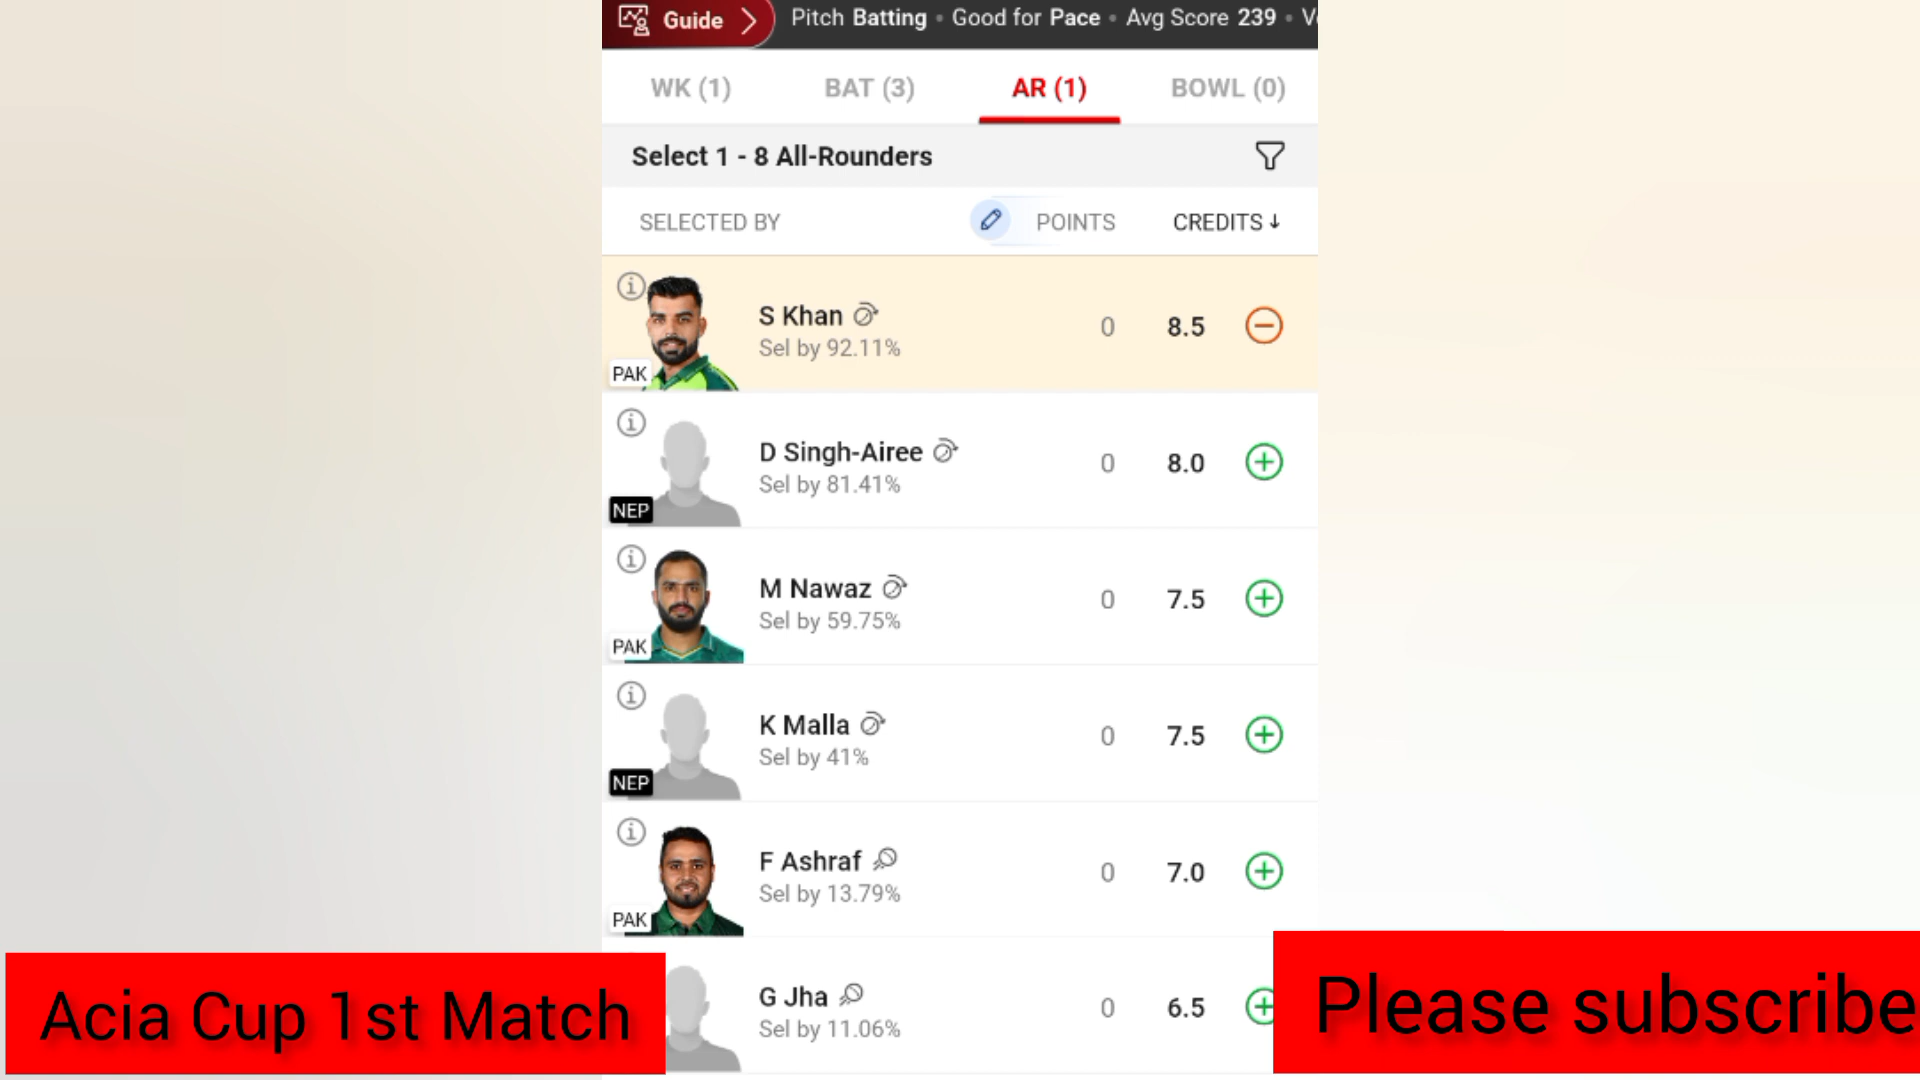 Guide Pitch Batting • Good for Pace • Avg Score 239 •
WK (1) BAT (3) AR (1) BOWL (0)
Select 1 - 8 All-Rounders
SELECTED BY POINTS CREDITS ↓
S Khan
Sel by 92.11%
0 8.5
PAK
D Singh-Airee
Sel by 81.41%
0 8.0
NEP
M Nawaz
Sel by 59.75%
0 7.5
PAK
K Malla
Sel by 41%
0 7.5
NEP
F Ashraf
Sel by 13.79%
0 7.0
PAK
G Jha
Sel by 11.06%
0 6.5
Acia Cup 1st Match
Please subscribe